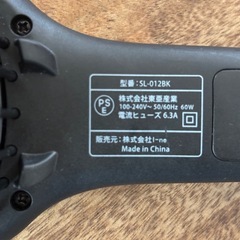 型番：SL-012BK
PS
E
株式会社東亜産業
100-240V~ 50/60Hz 60W
電流ヒューズ 6.3A
販売元：株式会社I-ne
Made in China